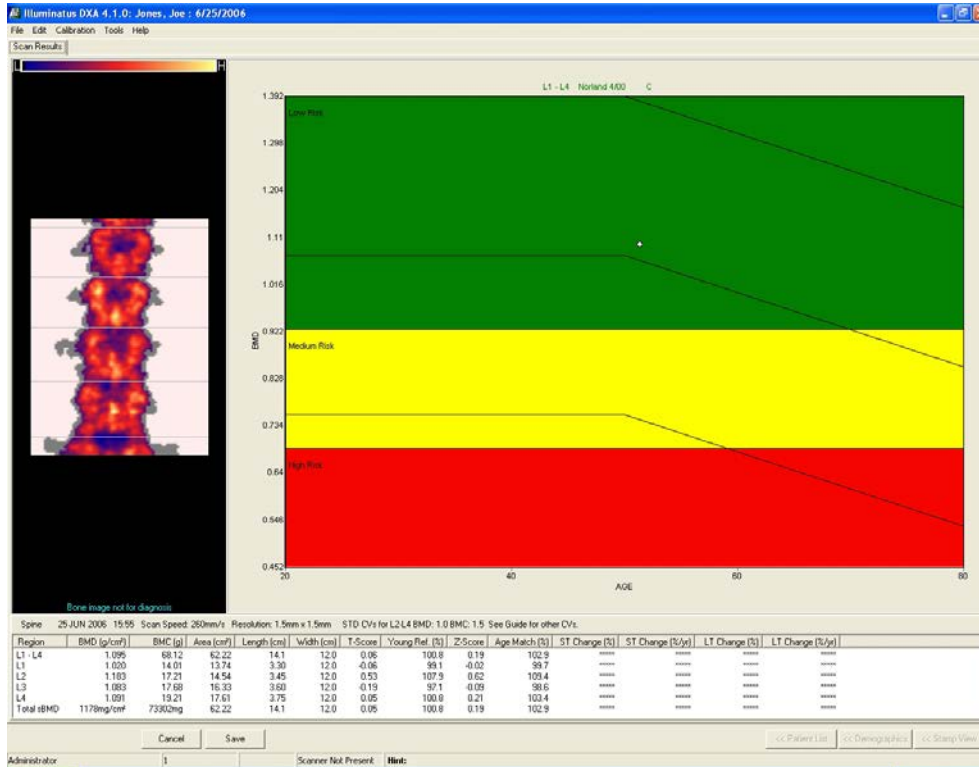 Illuminatus DXA 4.1.0: Jones, Joe : 6/25/2006
File Edit Calibration Tools Help
Scan Results
L H
L1 - L4 Norland 4/00 C
1.392
Low Risk
1.298
1.204
1.11
1.016
0.922
BMD
Medium Risk
0.828
0.734
High Risk
0.64
0.546
0.452
20 40 60 80
AGE
Bone image not for diagnosis
Spine 25 JUN 2006 15:55 Scan Speed: 260mm/s Resolution: 1.5mm x 1.5mm STD CVs for L2-L4 BMD: 1.0 BMC: 1.5 See Guide for other CVs.
Region BMD (g/cm²) BMC (g) Area (cm²) Length (cm) Width (cm) T-Score Young Ref. (%) Z-Score Age Match (%) ST Change (%) ST Change (%/yr) LT Change (%) LT Change (%/yr)
L1 - L4 1.095 68.12 62.22 14.1 12.0 0.06 100.8 0.19 102.9 ***** ***** ***** *****
L1 1.020 14.01 13.74 3.30 12.0 -0.06 99.1 -0.02 99.7 ***** ***** ***** *****
L2 1.183 17.21 14.54 3.45 12.0 0.53 107.9 0.62 109.4 ***** ***** ***** *****
L3 1.083 17.68 16.33 3.60 12.0 -0.19 97.1 -0.09 98.6 ***** ***** ***** *****
L4 1.091 19.21 17.61 3.75 12.0 0.05 100.8 0.21 103.4 ***** ***** ***** *****
Total sBMD 1178mg/cm² 73302mg 62.22 14.1 12.0 0.05 100.8 0.19 102.9 ***** ***** ***** *****
Cancel Save << Patient List << Demographics << Stamp View
Administrator 1 Scanner Not Present Hint: